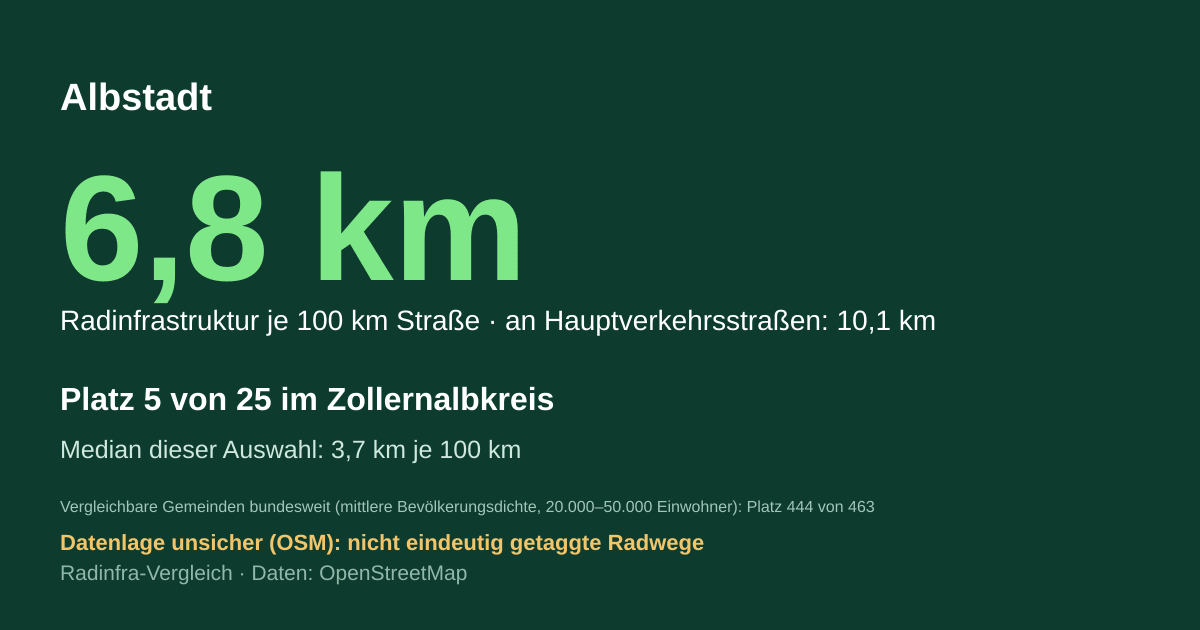 Albstadt
6,8 km
Radinfrastruktur je 100 km Straße · an Hauptverkehrsstraßen: 10,1 km
Platz 5 von 25 im Zollernalbkreis
Median dieser Auswahl: 3,7 km je 100 km
Vergleichbare Gemeinden bundesweit (mittlere Bevölkerungsdichte, 20.000–50.000 Einwohner): Platz 444 von 463
Datenlage unsicher (OSM): nicht eindeutig getaggte Radwege
Radinfra-Vergleich · Daten: OpenStreetMap